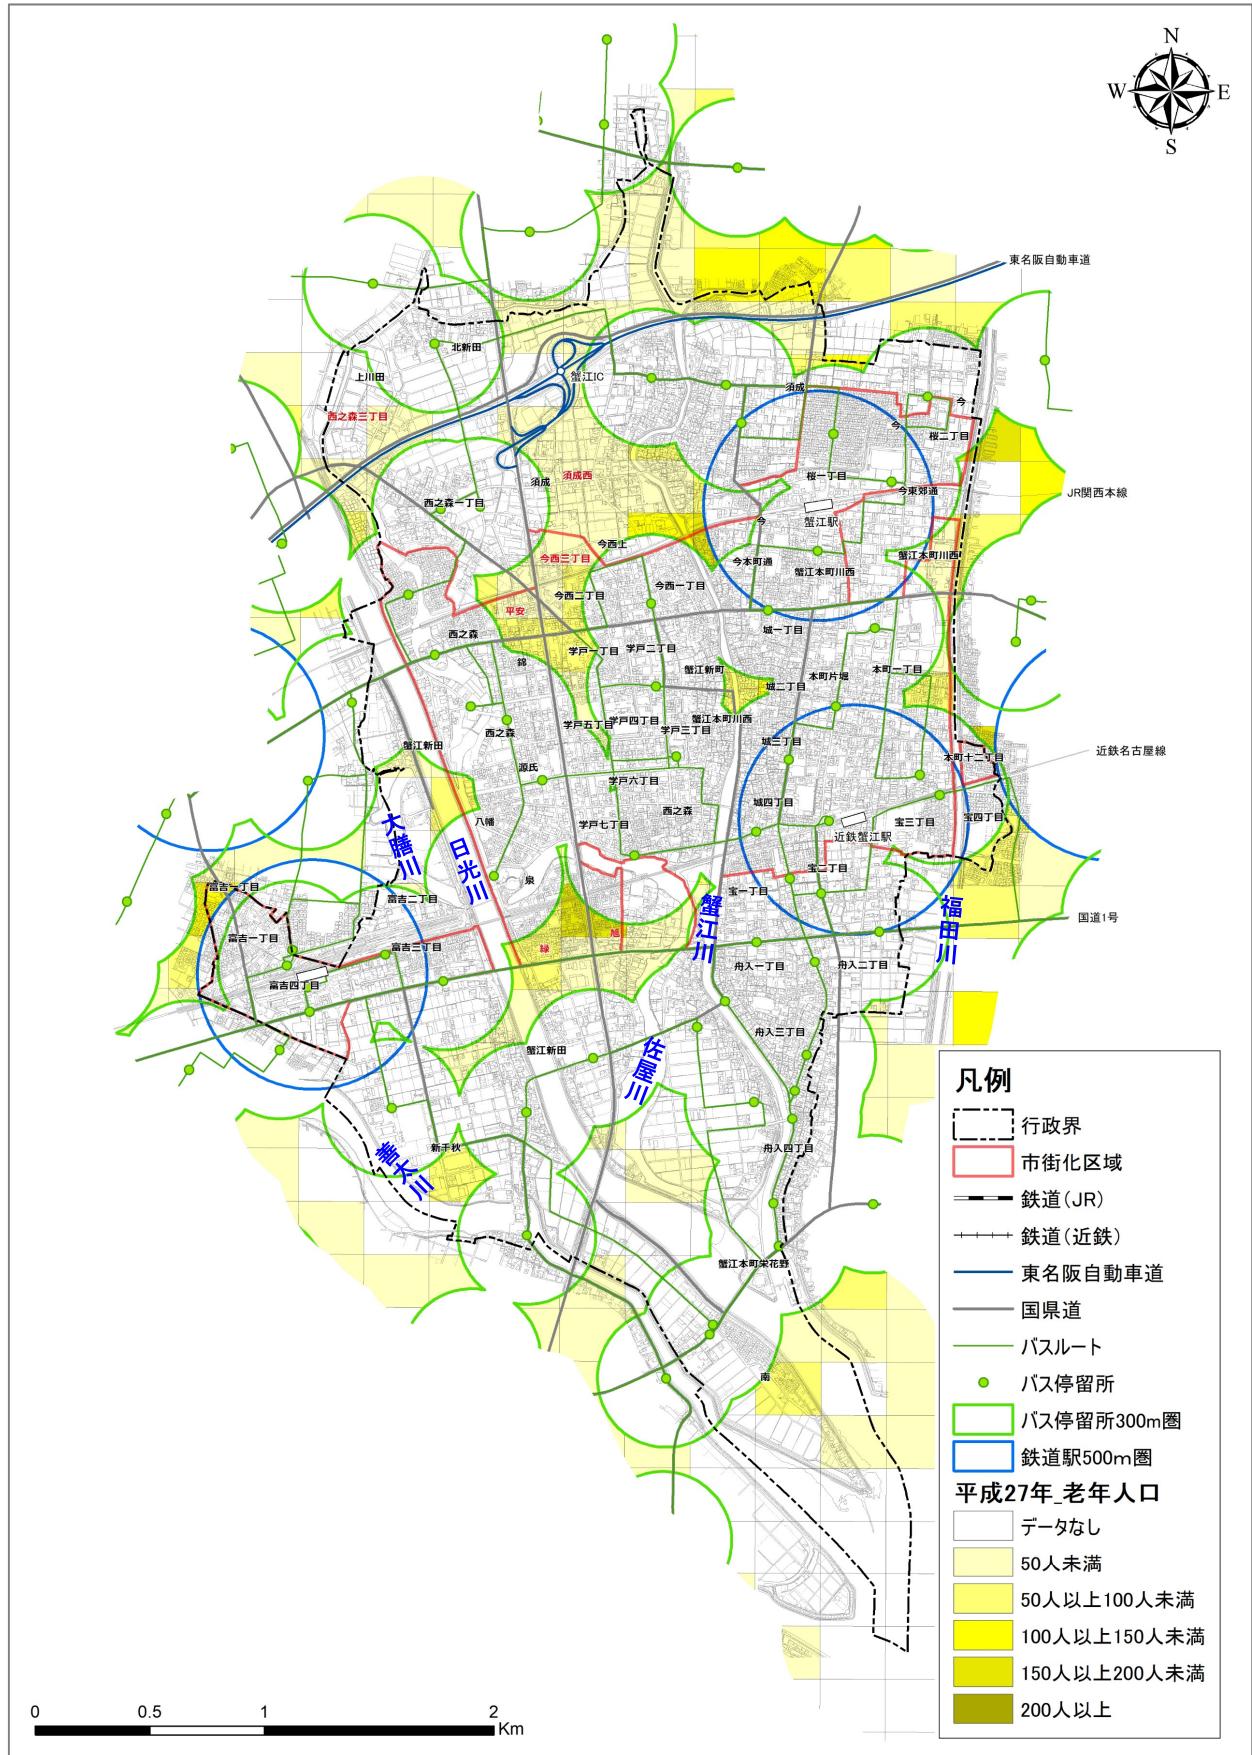 N
W
E
S
東名阪自動車道
北新田
上川田
蟹江IC
須成
今
西之森三丁目
今
桜二丁目
須成
須成西
桜一丁目
今東郊通
JR関西本線
西之森一丁目
今
蟹江駅
今西上
今西三丁目
今本町通
蟹江本町川西
蟹江本町川西
今西一丁目
今西二丁目
平安
西之森
城一丁目
学戸一丁目
学戸二丁目
錦
蟹江新町
城二丁目
本町片堀
本町一丁目
蟹江本町川西
学戸五丁目
学戸四丁目
学戸三丁目
西之森
城三丁目
蟹江新田
近鉄名古屋線
本町十二丁目
源氏
学戸六丁目
城四丁目
西之森
八幡
学戸七丁目
宝三丁目
宝四丁目
近鉄蟹江駅
大膳川
日光川
宝二丁目
泉
宝一丁目
富吉一丁目
富吉二丁目
蟹江川
福田川
国道1号
富吉一丁目
富吉三丁目
緑
旭
舟入一丁目
舟入二丁目
富吉四丁目
舟入三丁目
蟹江新田
佐屋川
新千秋
舟入四丁目
善太川
蟹江本町栄花野
南
凡例
行政界
市街化区域
鉄道(JR)
鉄道(近鉄)
東名阪自動車道
国県道
バスルート
バス停留所
バス停留所300m圏
鉄道駅500m圏
平成27年_老年人口
データなし
50人未満
50人以上100人未満
100人以上150人未満
150人以上200人未満
200人以上
0 0.5 1 2
Km